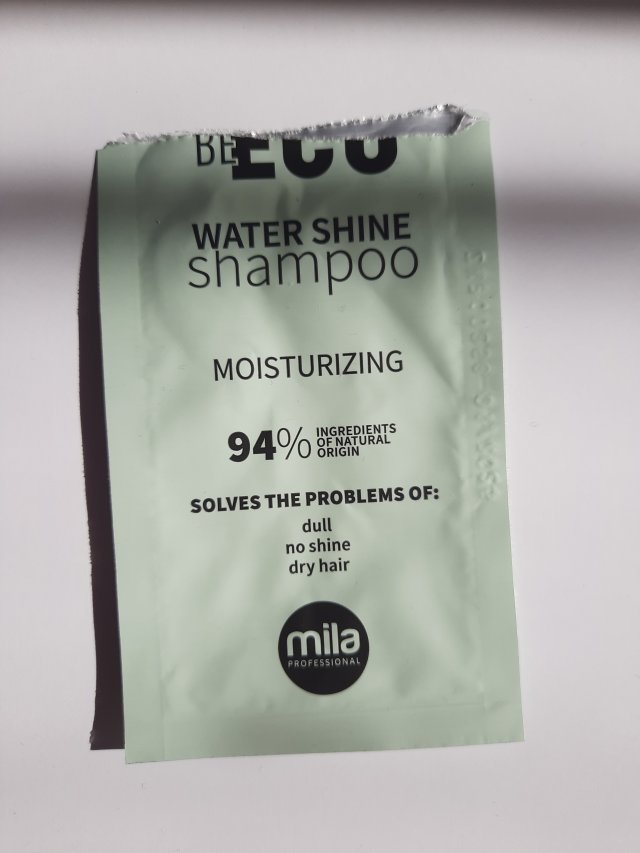 BE ECO
WATER SHINE
shampoo
MOISTURIZING
94% INGREDIENTS
OF NATURAL
ORIGIN
SOLVES THE PROBLEMS OF:
dull
no shine
dry hair
mila
PROFESSIONAL